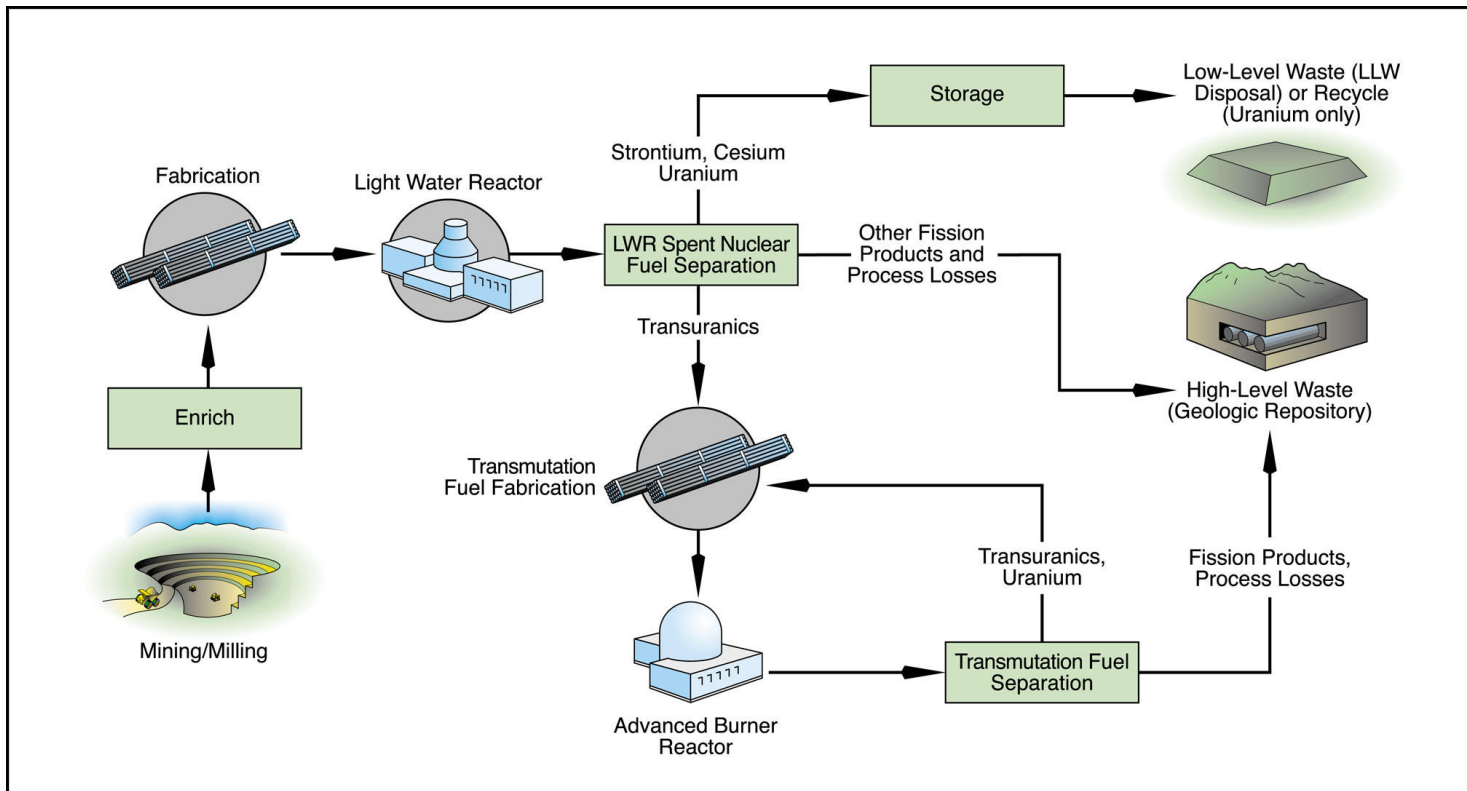 Storage
Low-Level Waste (LLW
Disposal) or Recycle
(Uranium only)
Strontium, Cesium
Uranium
Fabrication
Light Water Reactor
LWR Spent Nuclear
Fuel Separation
Other Fission
Products and
Process Losses
Transuranics
High-Level Waste
(Geologic Repository)
Enrich
Transmutation
Fuel Fabrication
Transuranics,
Uranium
Fission Products,
Process Losses
Mining/Milling
Transmutation Fuel
Separation
Advanced Burner
Reactor